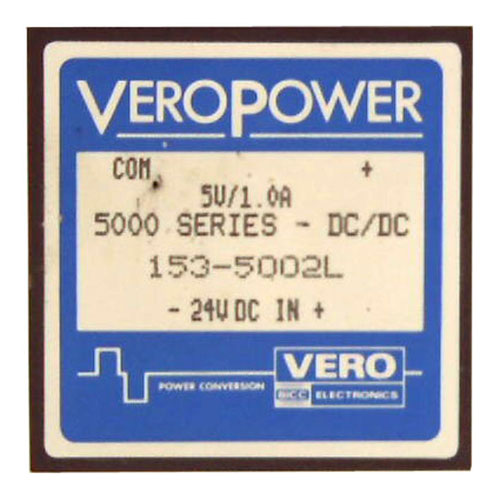 VEROPOWER
COM +
5V/1.0A
5000 SERIES - DC/DC
153-5002L
- 24V DC IN +
POWER CONVERSION
VERO
BICC ELECTRONICS